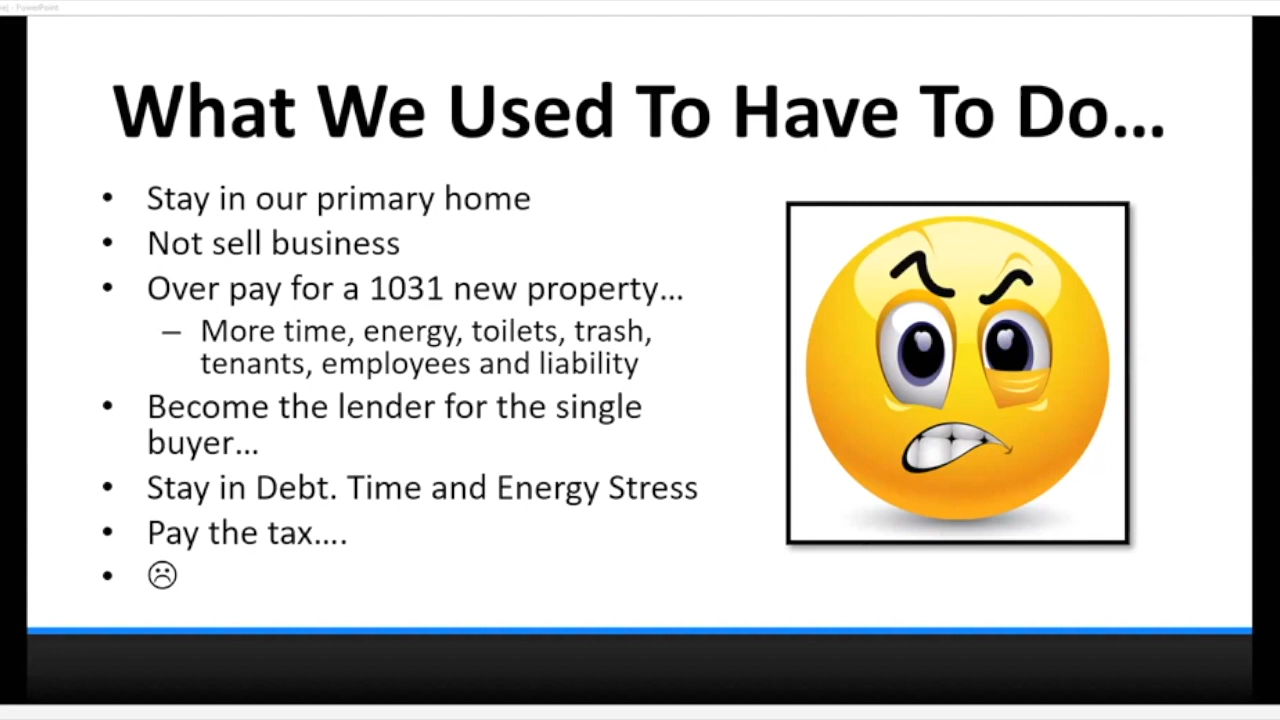 e] - PowerPoint
What We Used To Have To Do...
• Stay in our primary home
• Not sell business
• Over pay for a 1031 new property...
– More time, energy, toilets, trash,
tenants, employees and liability
• Become the lender for the single
buyer...
• Stay in Debt. Time and Energy Stress
• Pay the tax....
• ☹